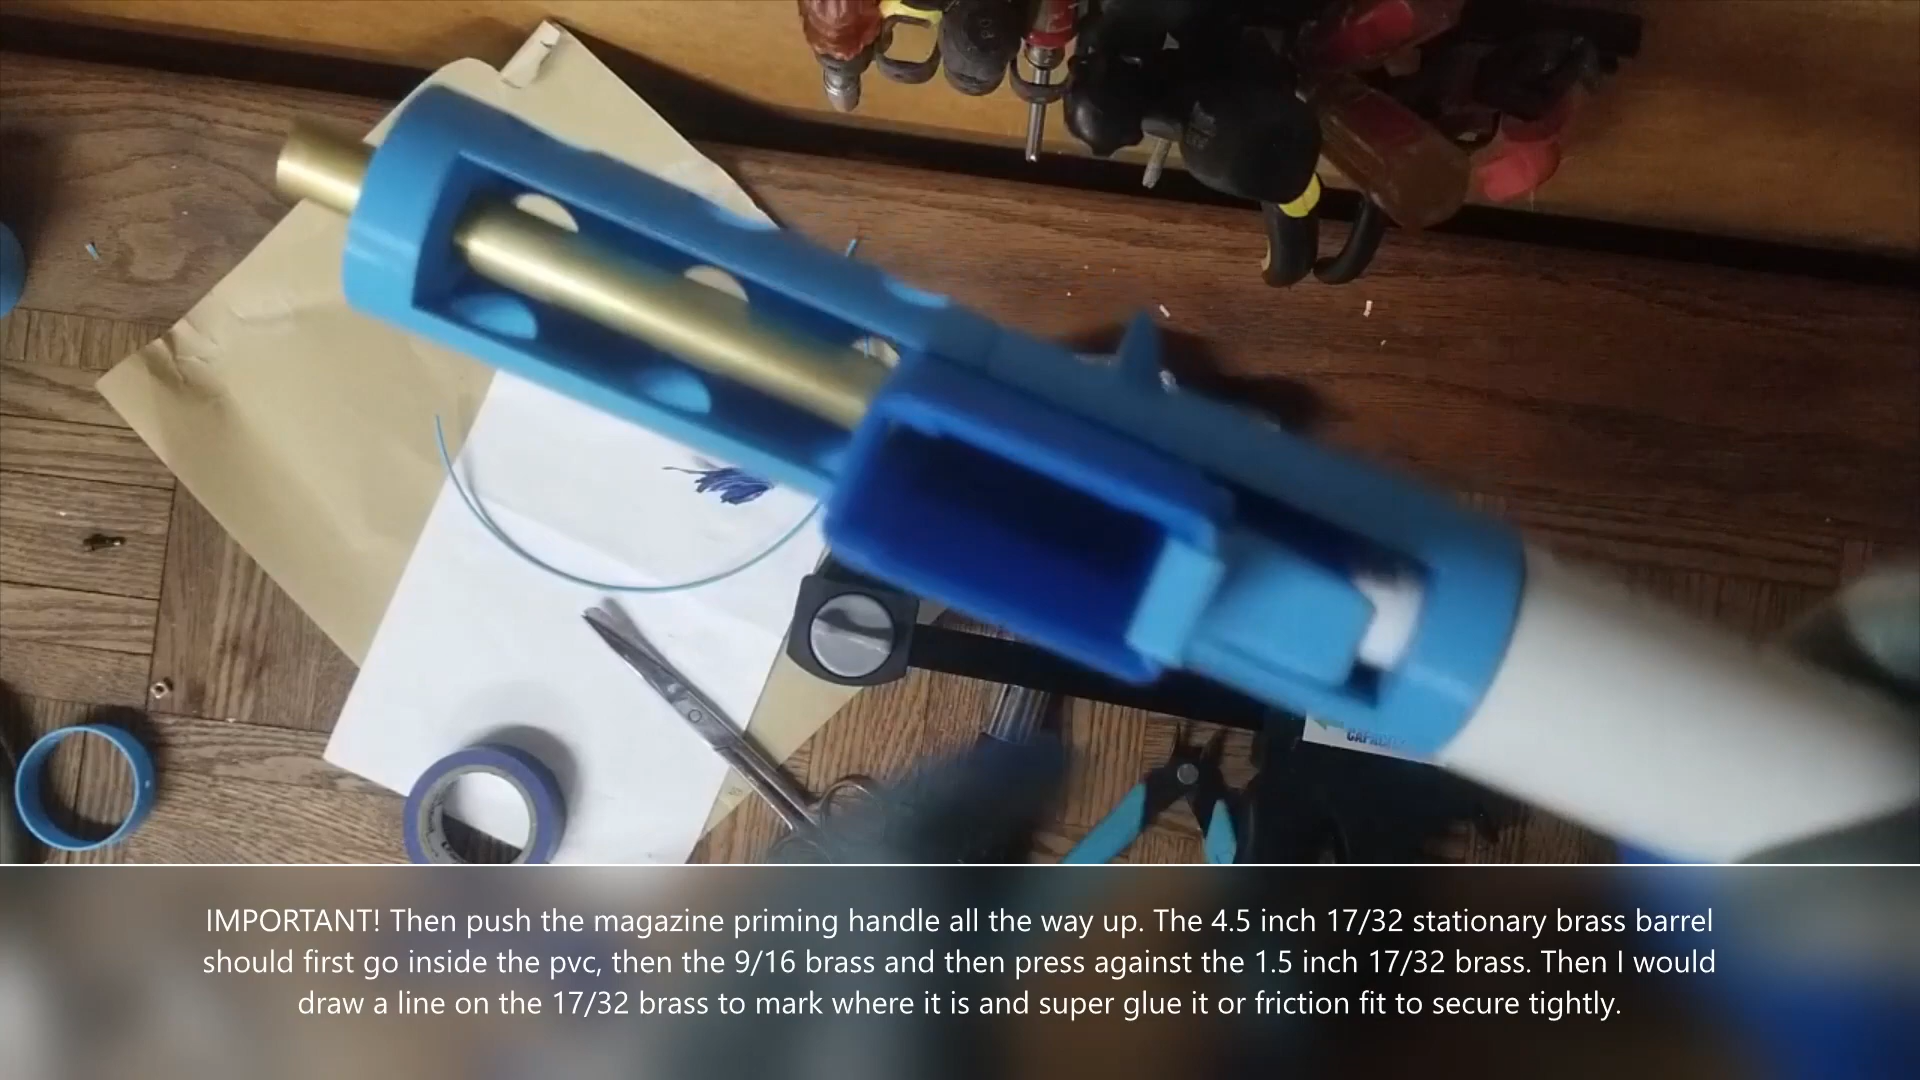 CAPACI
IMPORTANT! Then push the magazine priming handle all the way up. The 4.5 inch 17/32 stationary brass barrel
should first go inside the pvc, then the 9/16 brass and then press against the 1.5 inch 17/32 brass. Then I would
draw a line on the 17/32 brass to mark where it is and super glue it or friction fit to secure tightly.